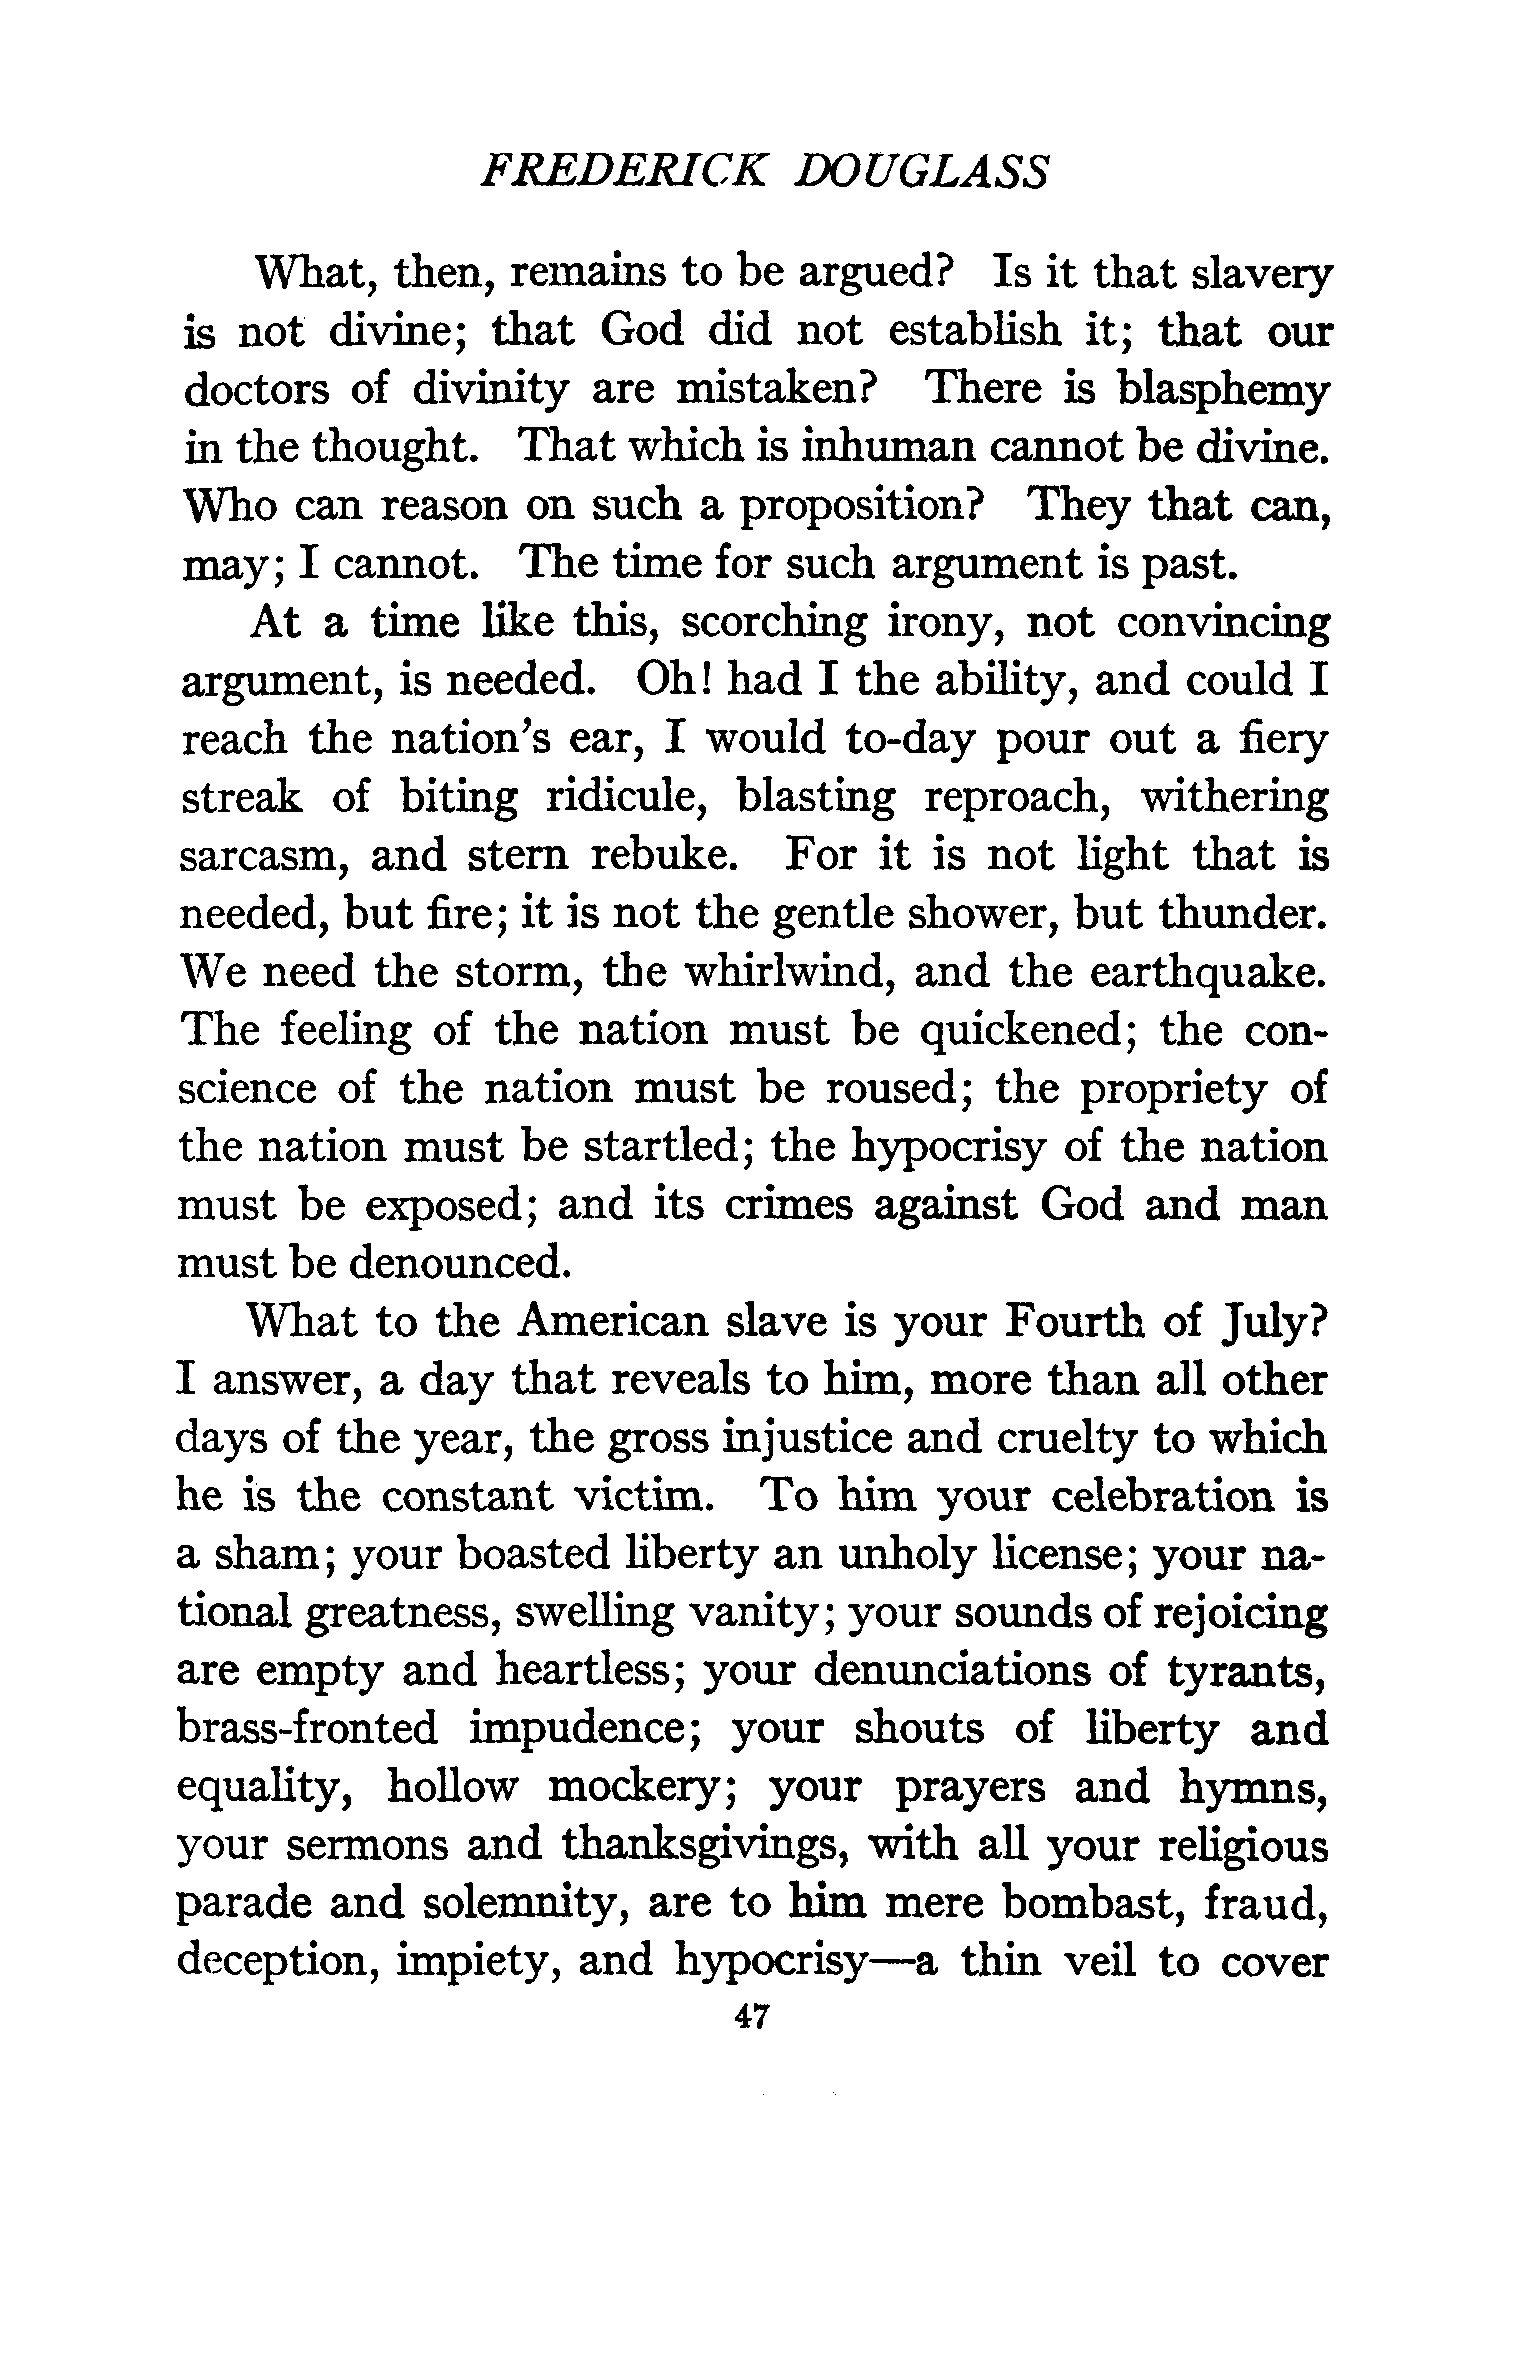 FREDERICK DOUGLASS
What, then, remains to be argued? Is it that slavery
is not divine; that God did not establish it; that our
doctors of divinity are mistaken? There is blasphemy
in the thought. That which is inhuman cannot be divine.
Who can reason on such a proposition? They that can,
may; I cannot. The time for such argument is past.
At a time like this, scorching irony, not convincing
argument, is needed. Oh! had I the ability, and could I
reach the nation's ear, I would to-day pour out a fiery
streak of biting ridicule, blasting reproach, withering
sarcasm, and stern rebuke. For it is not light that is
needed, but fire; it is not the gentle shower, but thunder.
We need the storm, the whirlwind, and the earthquake.
The feeling of the nation must be quickened; the con-
science of the nation must be roused; the propriety of
the nation must be startled; the hypocrisy of the nation
must be exposed; and its crimes against God and man
must be denounced.
What to the American slave is your Fourth of July?
I answer, a day that reveals to him, more than all other
days of the year, the gross injustice and cruelty to which
he is the constant victim. To him your celebration is
a sham; your boasted liberty an unholy license; your na-
tional greatness, swelling vanity; your sounds of rejoicing
are empty and heartless; your denunciations of tyrants,
brass-fronted impudence; your shouts of liberty and
equality, hollow mockery; your prayers and hymns,
your sermons and thanksgivings, with all your religious
parade and solemnity, are to him mere bombast, fraud,
deception, impiety, and hypocrisy—a thin veil to cover
47